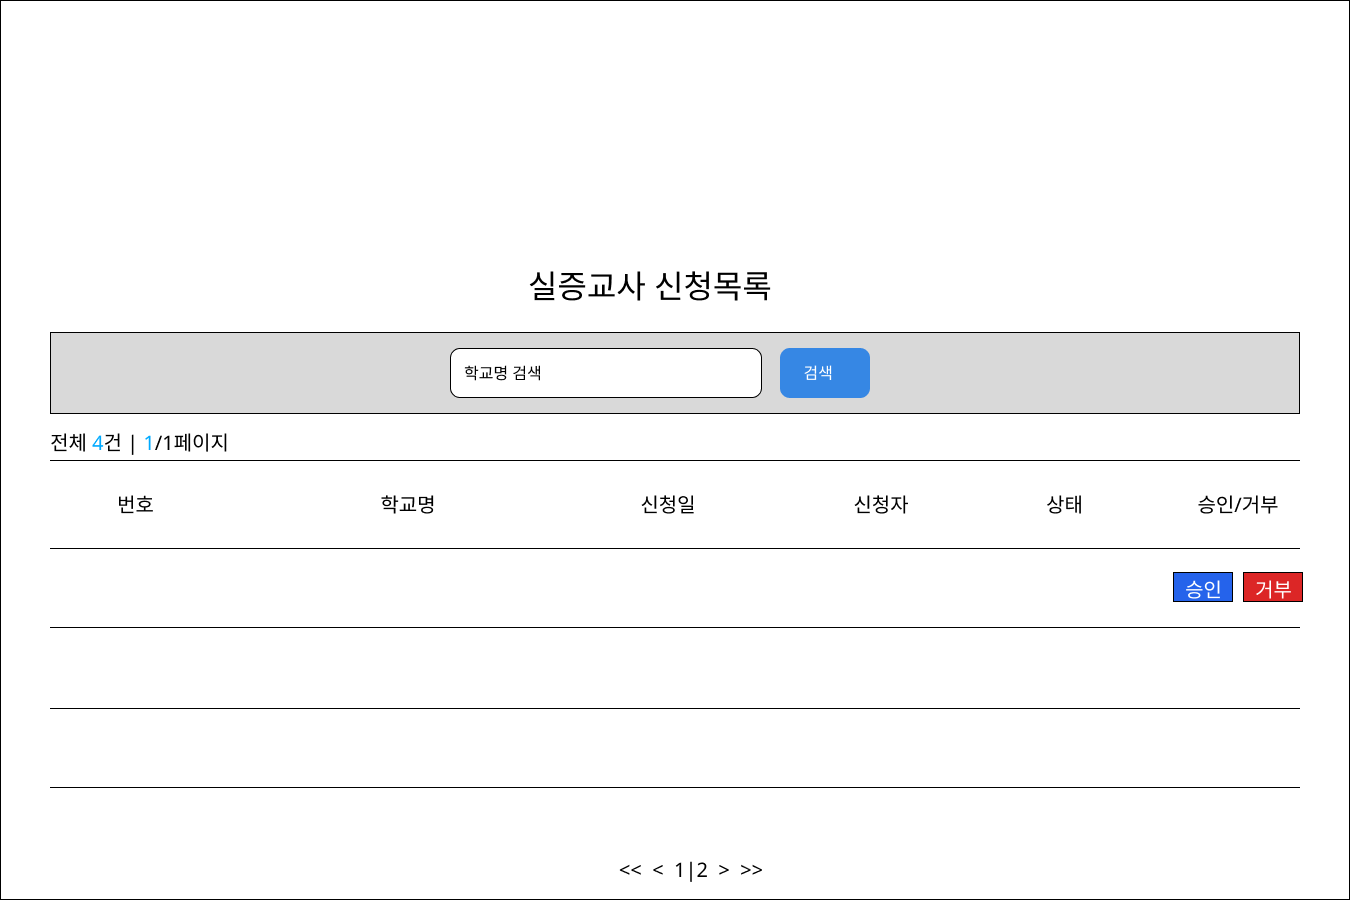 실증교사 신청목록
학교명 검색 검색
전체 4건 | 1/1페이지
번호 학교명 신청일 신청자 상태 승인/거부
승인 거부
<< < 1|2 > >>